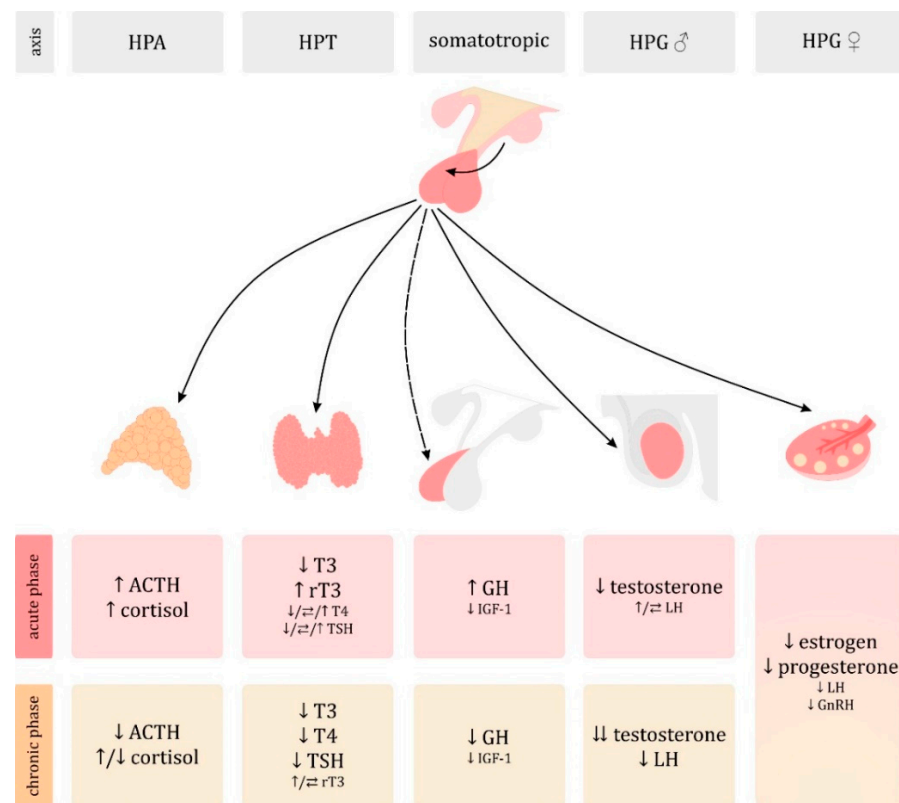 axis
HPA
HPT
somatotropic
HPG ♂
HPG ♀
acute phase
↑ ACTH
↑ cortisol
↓ T3
↑ rT3
↓/⇄/↑ T4
↓/⇄/↑ TSH
↑ GH
↓ IGF-1
↓ testosterone
↑/⇄ LH
↓ estrogen
↓ progesterone
↓ LH
↓ GnRH
chronic phase
↓ ACTH
↑/↓ cortisol
↓ T3
↓ T4
↓ TSH
↑/⇄ rT3
↓ GH
↓ IGF-1
↓↓ testosterone
↓ LH